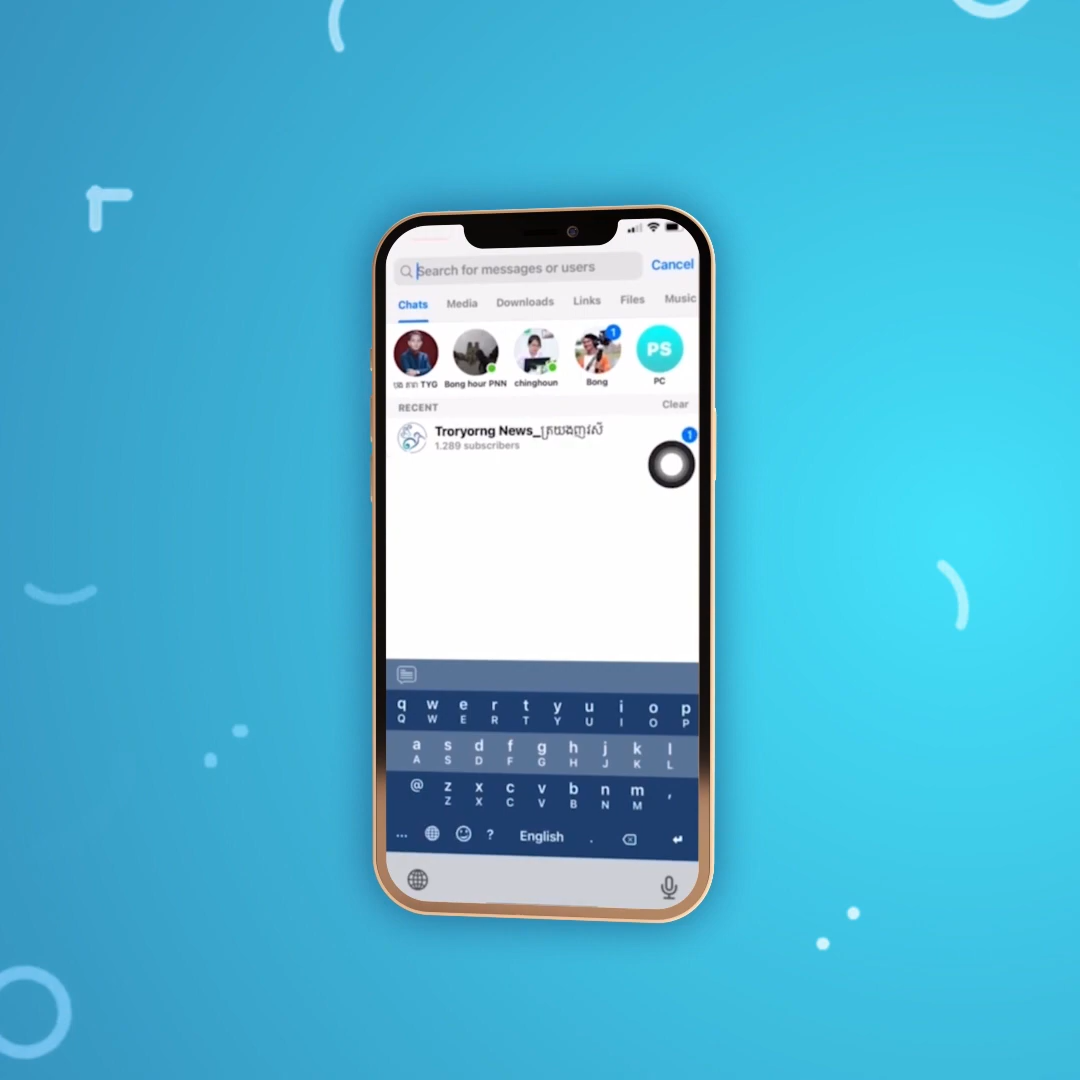 Search for messages or users
Cancel
Chats Media Downloads Links Files Music
1
PS
TYG Bong hour PNN chinghoun Bong PC
RECENT Clear
Troryorng News_ត្រយងញូវស៍
1.289 subscribers
1
q w e r t y u i o p
Q W E R T Y U I O P
a s d f g h j k l
A S D F G H J K L
@ z x c v b n m ,
Z X C V B N M
... ? English .